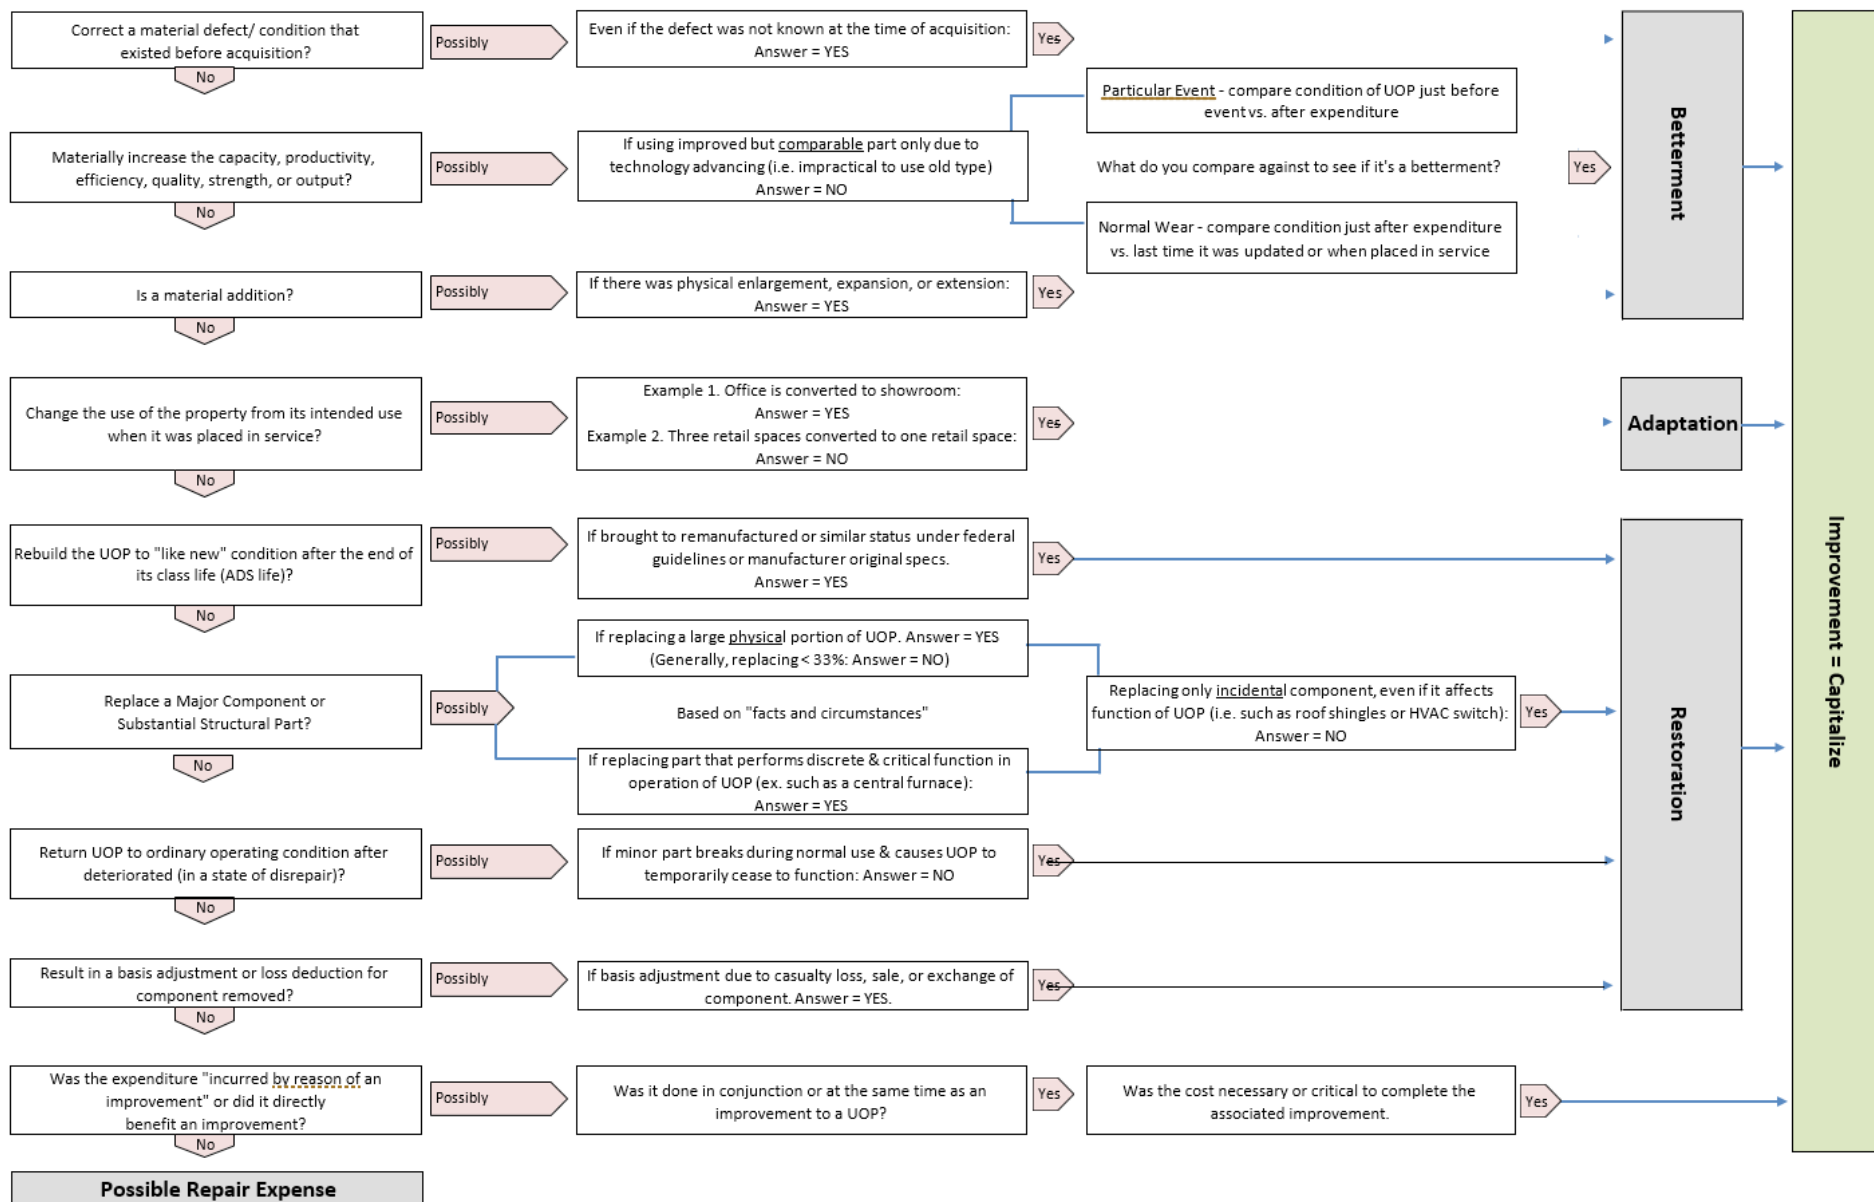 Correct a material defect/ condition that
existed before acquisition?
Possibly
Even if the defect was not known at the time of acquisition:
Answer = YES
Yes
No
Particular Event - compare condition of UOP just before
event vs. after expenditure
Materially increase the capacity, productivity,
efficiency, quality, strength, or output?
Possibly
If using improved but comparable part only due to
technology advancing (i.e. impractical to use old type)
Answer = NO
What do you compare against to see if it's a betterment?
Yes
Betterment
No
Normal Wear - compare condition just after expenditure
vs. last time it was updated or when placed in service
Is a material addition?
Possibly
If there was physical enlargement, expansion, or extension:
Answer = YES
Yes
No
Change the use of the property from its intended use
when it was placed in service?
Possibly
Example 1. Office is converted to showroom:
Answer = YES
Example 2. Three retail spaces converted to one retail space:
Answer = NO
Yes
Adaptation
No
Rebuild the UOP to "like new" condition after the end of
its class life (ADS life)?
Possibly
If brought to remanufactured or similar status under federal
guidelines or manufacturer original specs.
Answer = YES
Yes
No
Improvement = Capitalize
Replace a Major Component or
Substantial Structural Part?
Possibly
If replacing a large physical portion of UOP. Answer = YES
(Generally, replacing < 33%: Answer = NO)
Based on "facts and circumstances"
If replacing part that performs discrete & critical function in
operation of UOP (ex. such as a central furnace):
Answer = YES
Replacing only incidental component, even if it affects
function of UOP (i.e. such as roof shingles or HVAC switch):
Answer = NO
Yes
Restoration
No
Return UOP to ordinary operating condition after
deteriorated (in a state of disrepair)?
Possibly
If minor part breaks during normal use & causes UOP to
temporarily cease to function: Answer = NO
Yes
No
Result in a basis adjustment or loss deduction for
component removed?
Possibly
If basis adjustment due to casualty loss, sale, or exchange of
component. Answer = YES.
Yes
No
Was the expenditure "incurred by reason of an
improvement" or did it directly
benefit an improvement?
Possibly
Was it done in conjunction or at the same time as an
improvement to a UOP?
Yes
Was the cost necessary or critical to complete the
associated improvement.
Yes
No
Possible Repair Expense